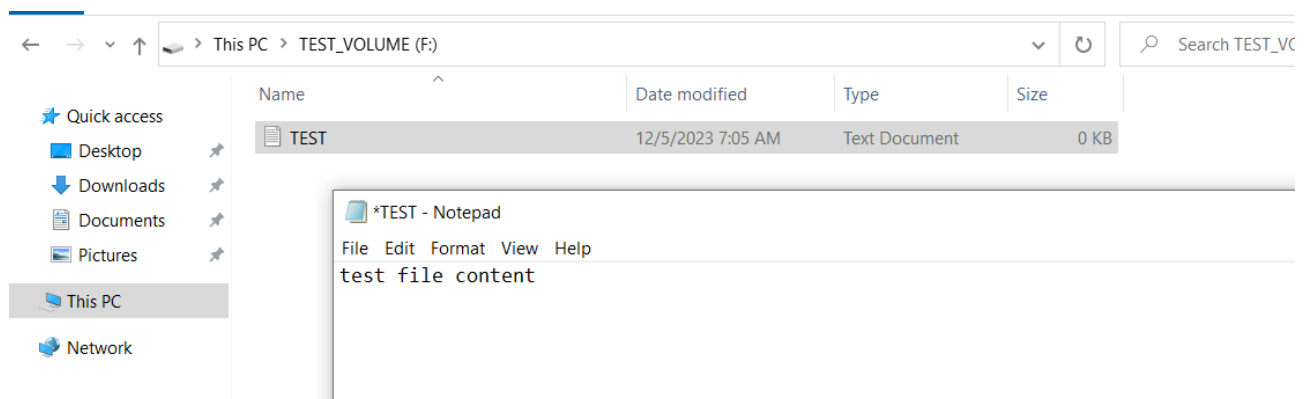 This PC > TEST_VOLUME (F:)
Search TEST_VO
Name Date modified Type Size
Quick access
TEST 12/5/2023 7:05 AM Text Document 0 KB
Desktop
Downloads
Documents
Pictures
This PC
Network
*TEST - Notepad
File Edit Format View Help
test file content